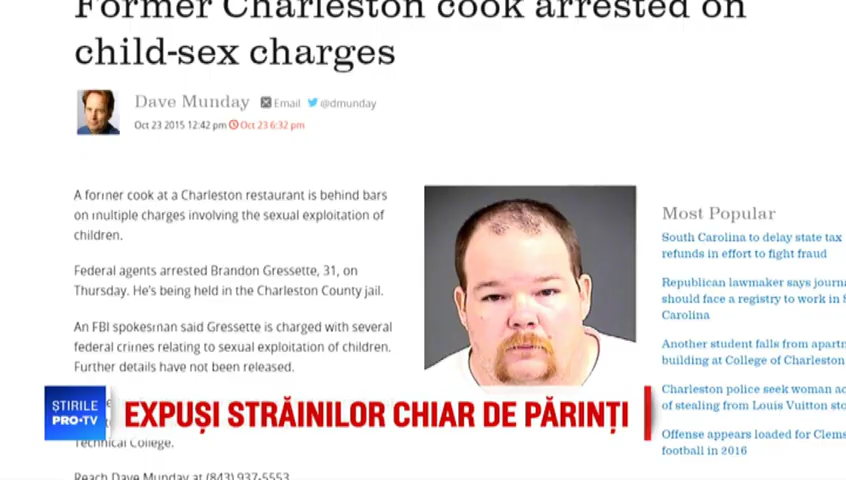 Former Charleston cook arrested on
child-sex charges
Dave Munday Email @dmunday
Oct 23 2015 12:42 pm Oct 23 6:32 pm
A former cook at a Charleston restaurant is behind bars
on multiple charges involving the sexual exploitation of
children.
Federal agents arrested Brandon Gressette, 31, on
Thursday. He's being held in the Charleston County jail.
An FBI spokesman said Gressette is charged with several
federal crimes relating to sexual exploitation of children.
Further details have not been released.
Technical College.
Reach Dave Munday at (843) 937-5553
Most Popular
South Carolina to delay state tax
refunds in effort to fight fraud
Republican lawmaker says
should face a registry to work in S
Carolina
Another student falls from
building at College of Charleston
Charleston police seek woman
of stealing from Louis Vuitton
Offense appears loaded for
football in 2016
ȘTIRILE
PRO•TV
EXPUȘI STRĂINILOR CHIAR DE PĂRINȚI